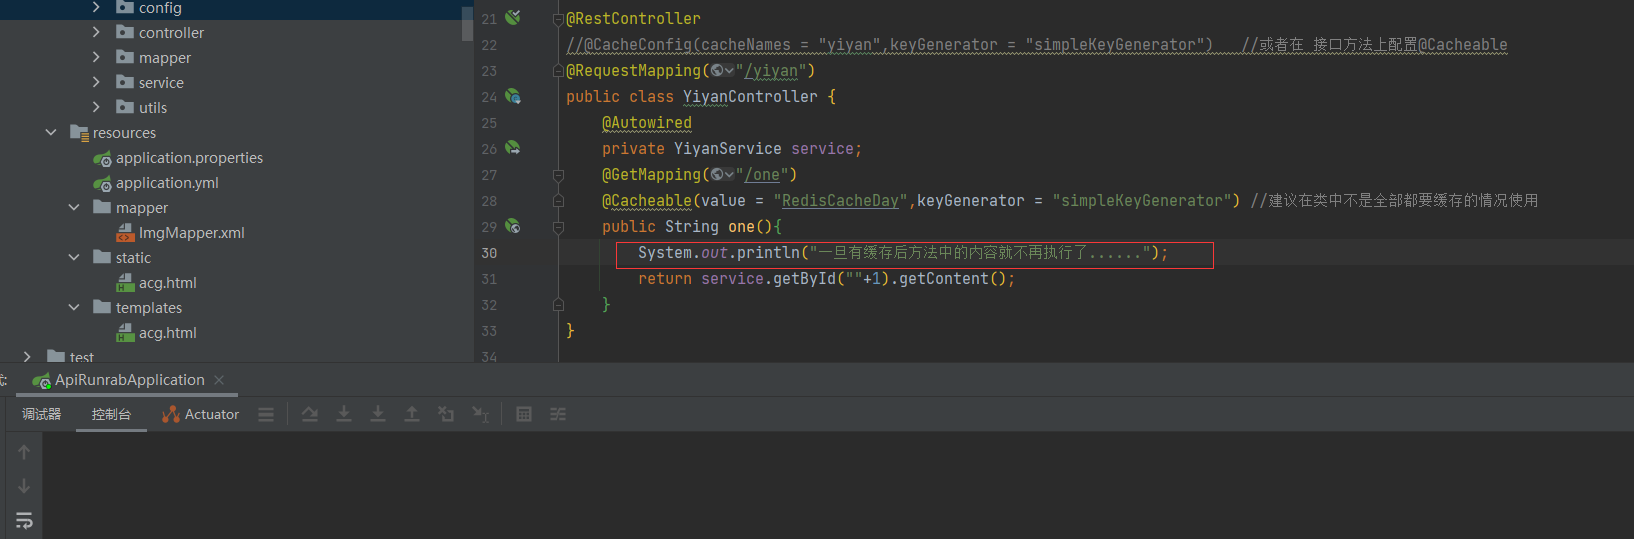 config
controller
mapper
service
utils
resources
application.properties
application.yml
mapper
ImgMapper.xml
static
acg.html
templates
acg.html
test
21 @RestController
22 //@CacheConfig(cacheNames = "yiyan",keyGenerator = "simpleKeyGenerator") //或者在 接口方法上配置@Cacheable
23 @RequestMapping("/yiyan")
24 public class YiyanController {
25 @Autowired
26 private YiyanService service;
27 @GetMapping("/one")
28 @Cacheable(value = "RedisCacheDay",keyGenerator = "simpleKeyGenerator") //建议在类中不是全部都要缓存的情况使用
29 public String one(){
30 System.out.println("一旦有缓存后方法中的内容就不再执行了......");
31 return service.getById(""+1).getContent();
32 }
33 }
34
ApiRunrabApplication
调试器 控制台 Actuator